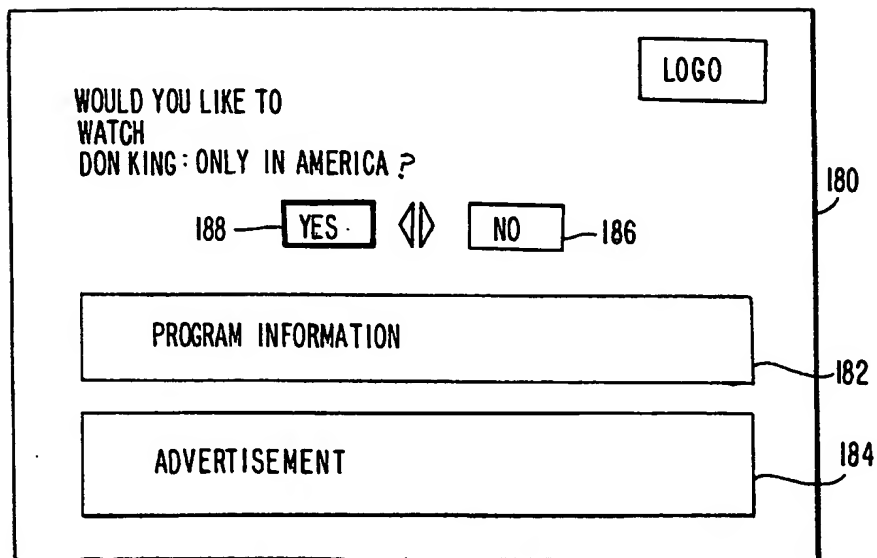 LOGO
WOULD YOU LIKE TO
WATCH
DON KING: ONLY IN AMERICA ?
180
188 YES NO 186
PROGRAM INFORMATION
182
ADVERTISEMENT
184